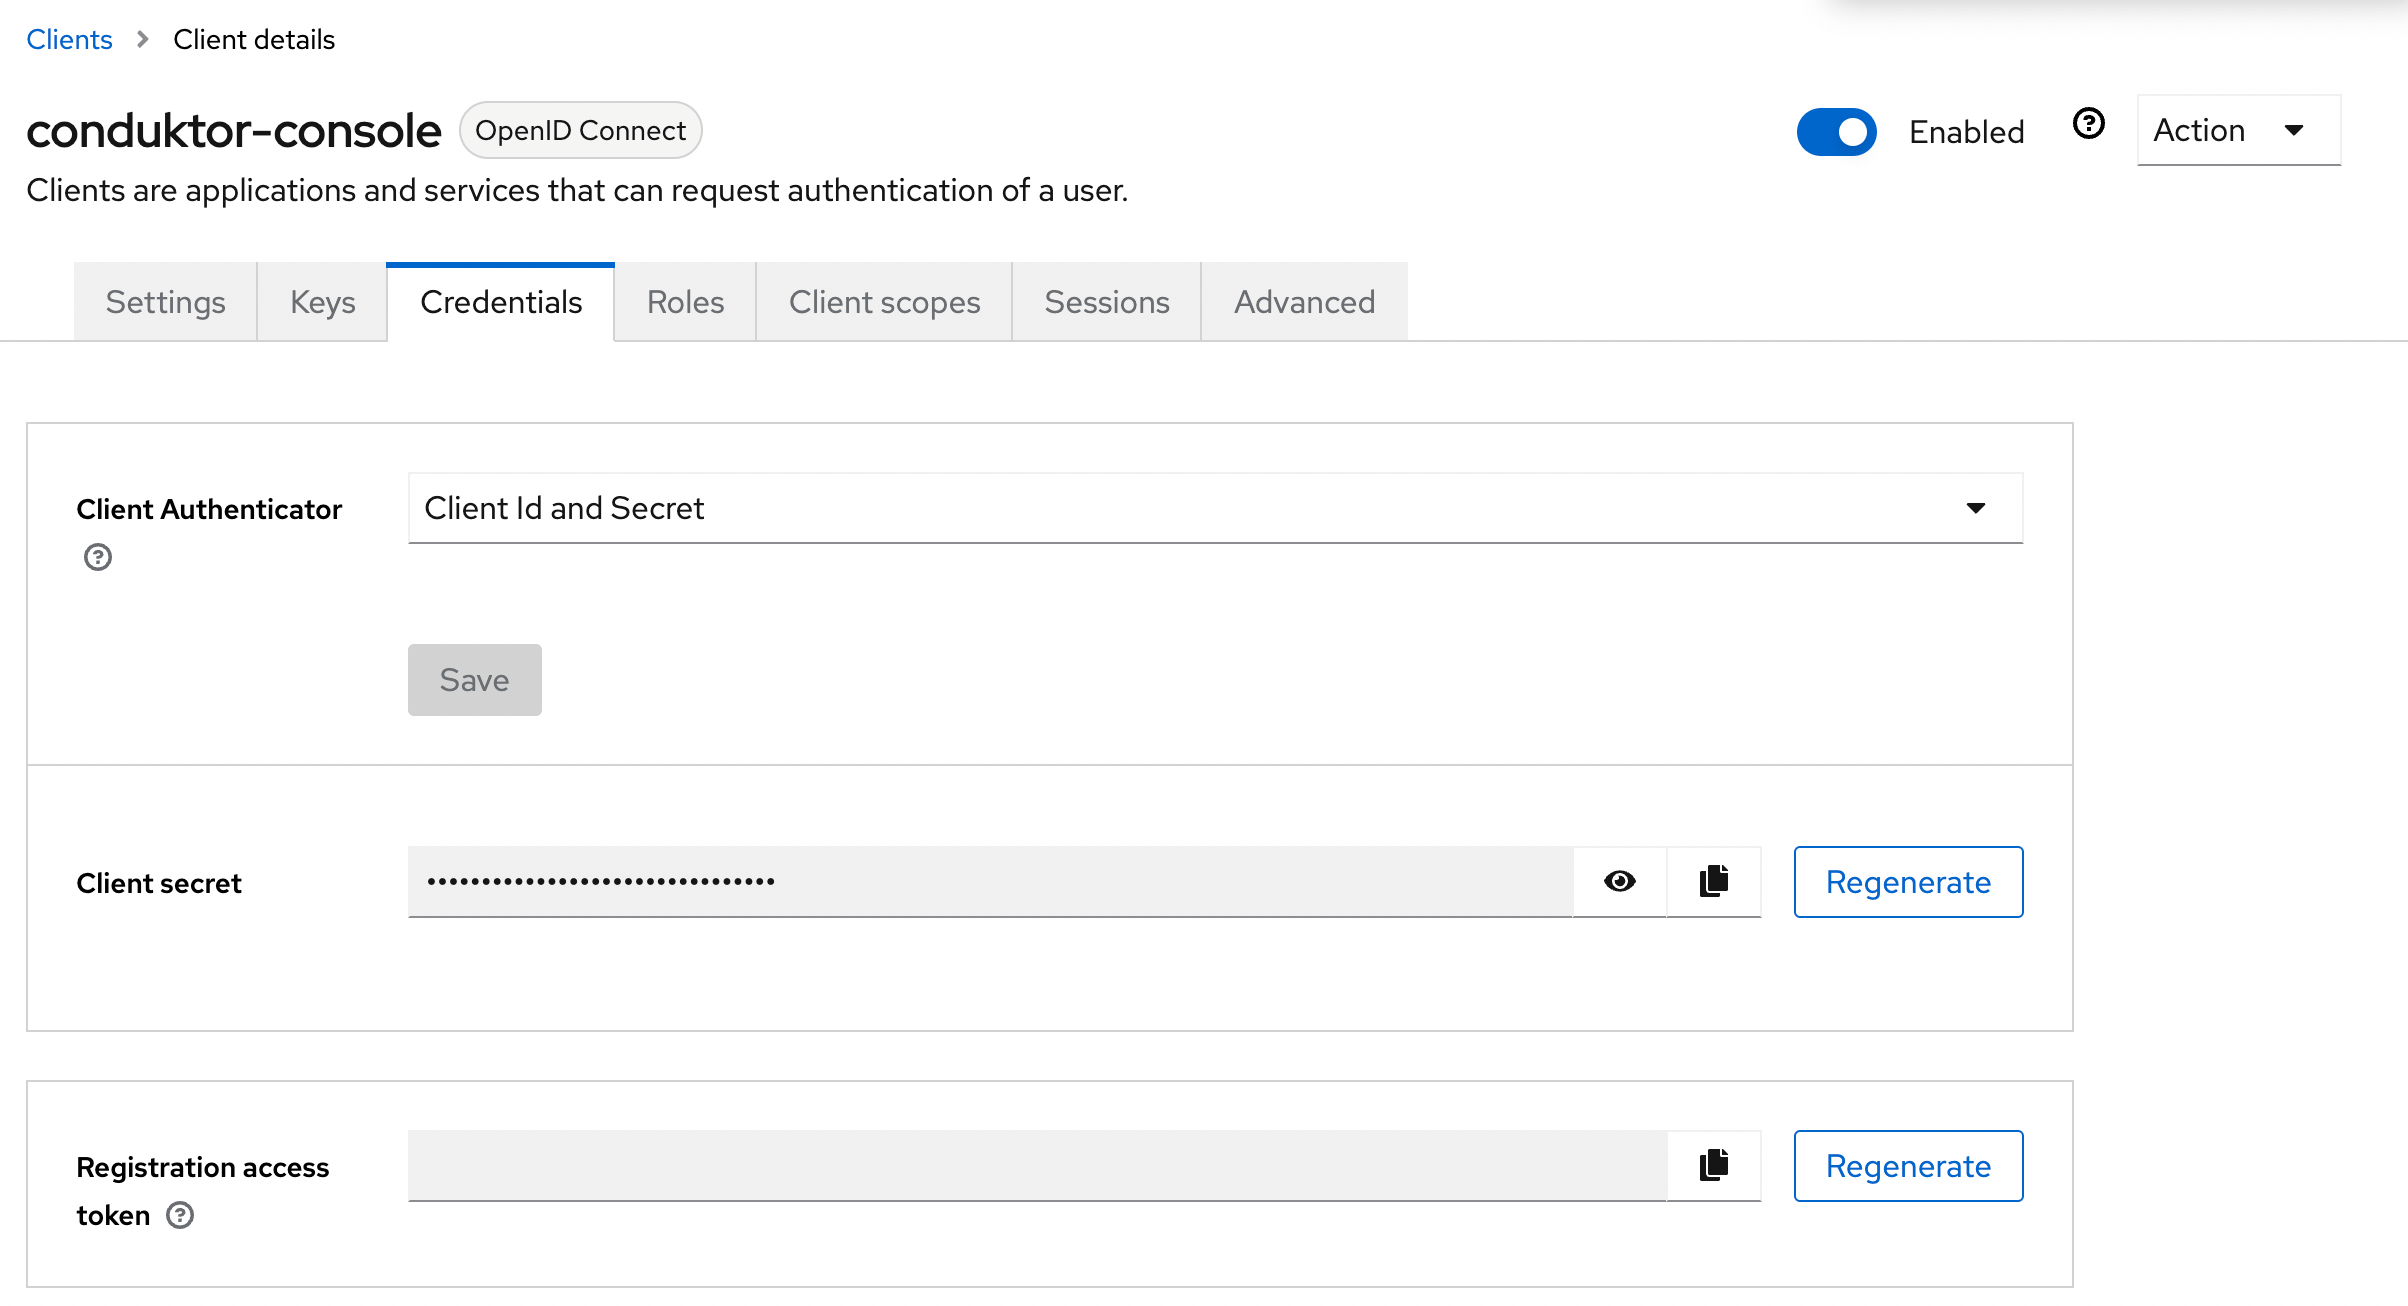 Clients > Client details
conduktor-console OpenID Connect Enabled Action
Clients are applications and services that can request authentication of a user.
Settings Keys Credentials Roles Client scopes Sessions Advanced
Client Authenticator Client Id and Secret
Save
Client secret •••••••••••••••••••••••••••••••• Regenerate
Registration access
token
Regenerate